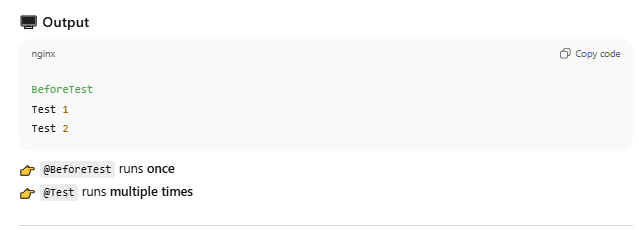 🖥️ Output
nginx Copy code
BeforeTest
Test 1
Test 2
👉 @BeforeTest runs once
👉 @Test runs multiple times